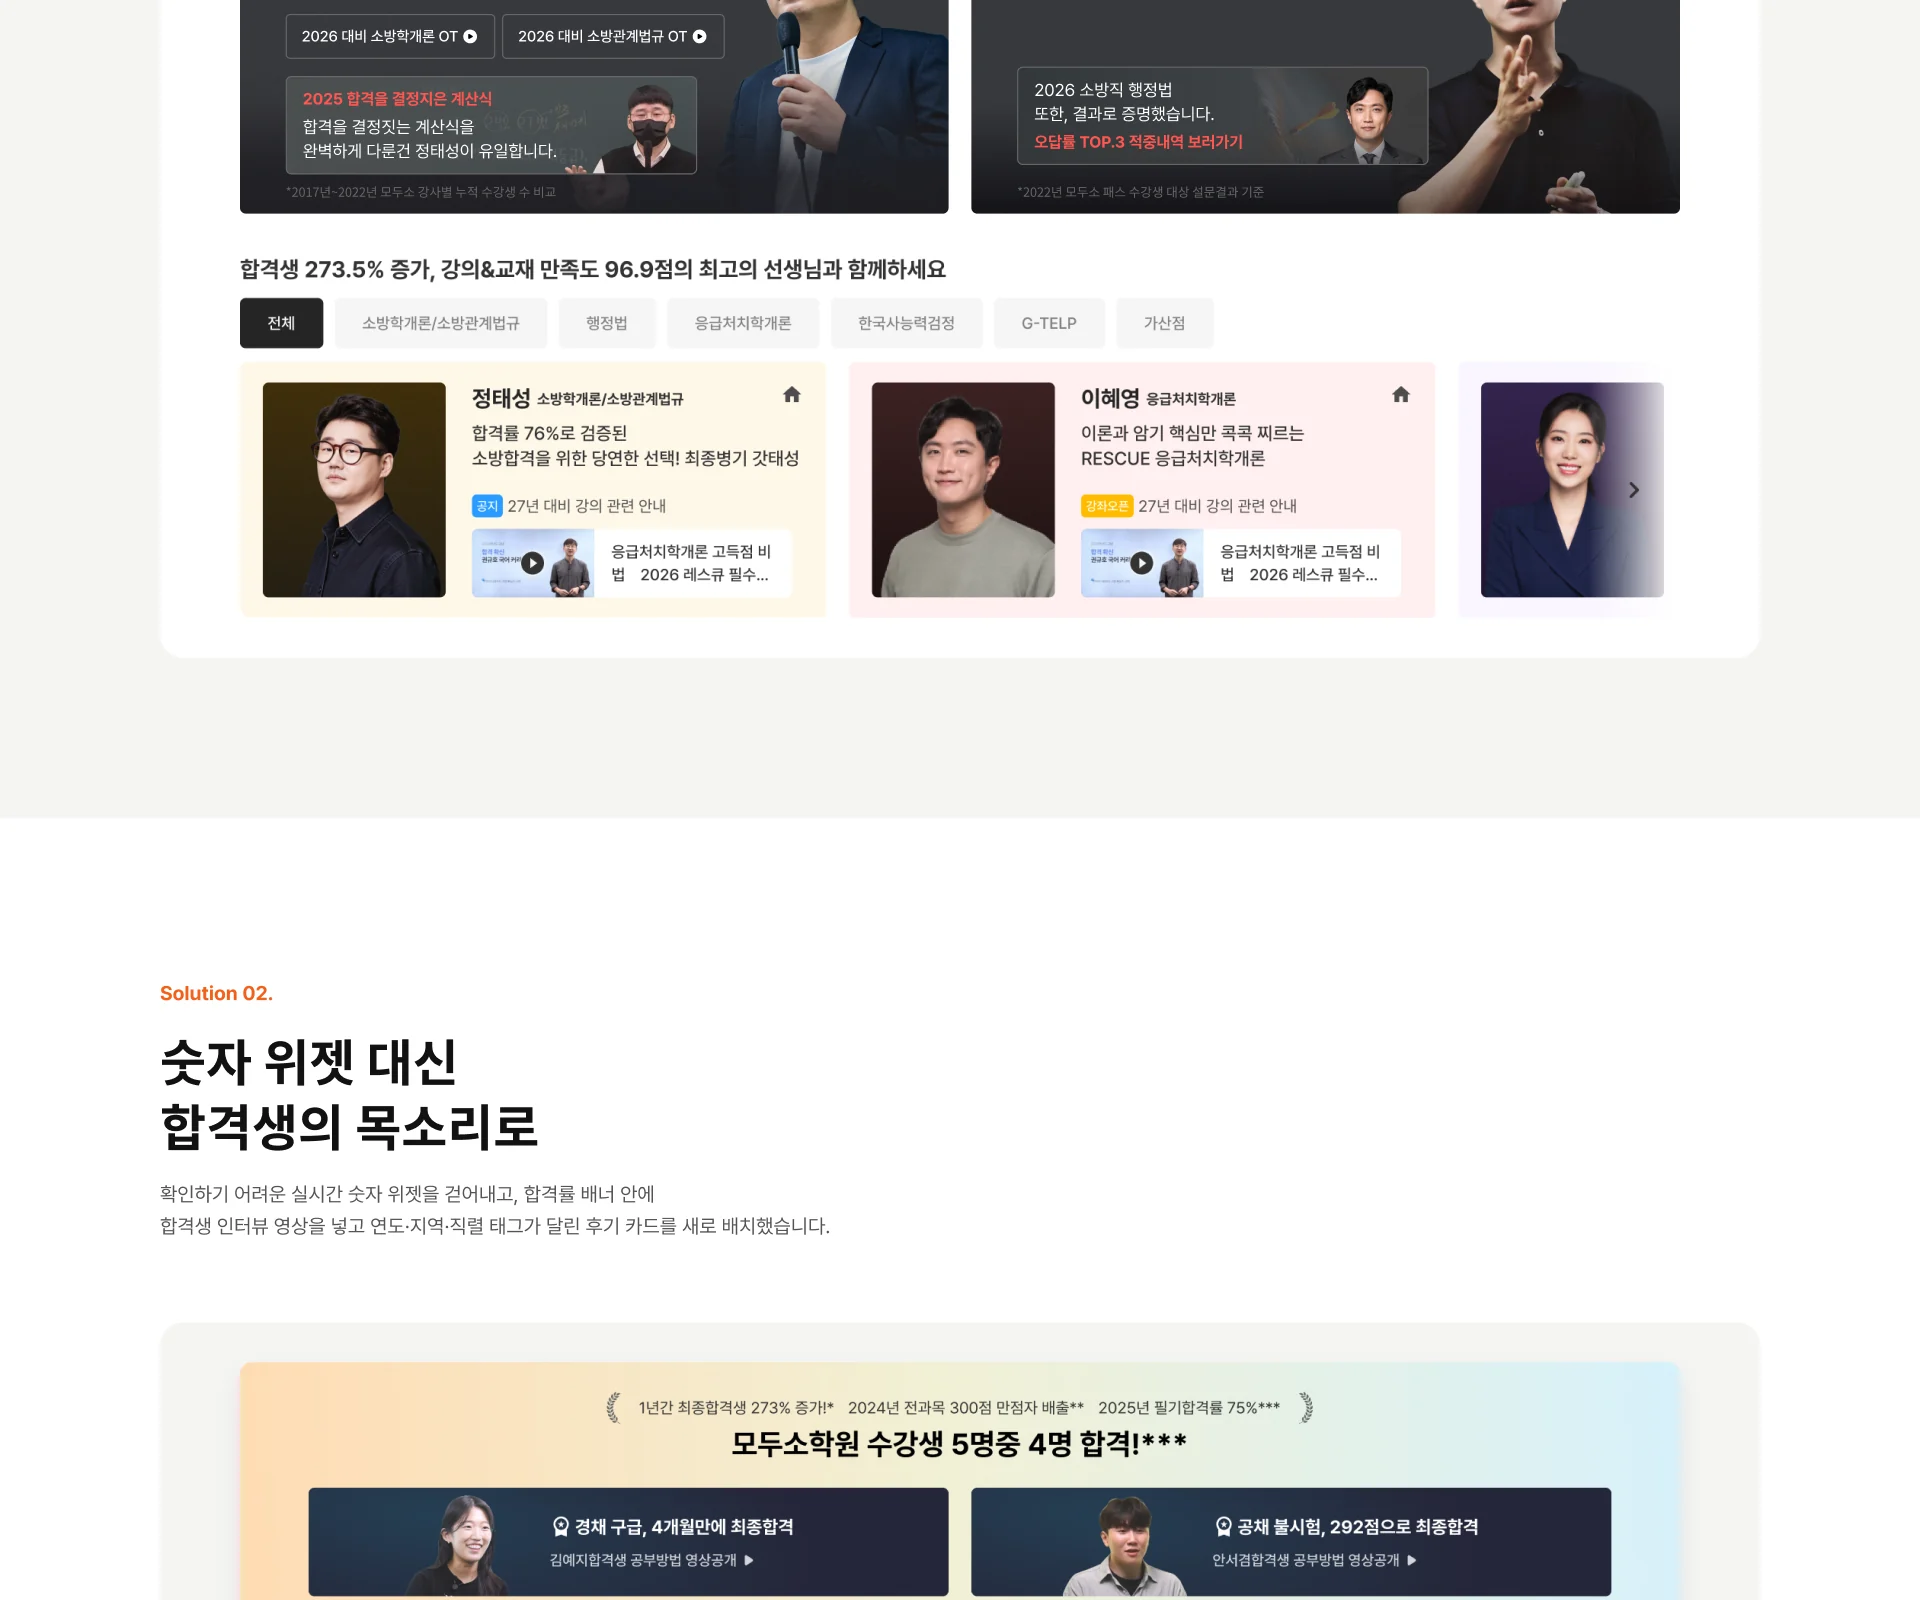 2026 대비 소방학개론 OT
2026 대비 소방관계법규 OT
2025 합격을 결정지은 계산식
합격을 결정짓는 계산식을
완벽하게 다룬건 정태성이 유일합니다.
*2017년~2022년 모두소 강사별 누적 수강생 수 비교
2026 소방직 행정법
또한, 결과로 증명했습니다.
오답률 TOP.3 적중내역 보러가기
*2022년 모두소 패스 수강생 대상 설문결과 기준
합격생 273.5% 증가, 강의&교재 만족도 96.9점의 최고의 선생님과 함께하세요
전체
소방학개론/소방관계법규
행정법
응급처치학개론
한국사능력검정
G-TELP
가산점
정태성 소방학개론/소방관계법규
합격률 76%로 검증된
소방합격을 위한 당연한 선택! 최종병기 갓태성
공지 27년 대비 강의 관련 안내
응급처치학개론 고득점 비
법 2026 레스큐 필수...
이혜영 응급처치학개론
이론과 암기 핵심만 콕콕 찌르는
RESCUE 응급처치학개론
강좌오픈 27년 대비 강의 관련 안내
응급처치학개론 고득점 비
법 2026 레스큐 필수...
Solution 02.
숫자 위젯 대신
합격생의 목소리로
확인하기 어려운 실시간 숫자 위젯을 걷어내고, 합격률 배너 안에
합격생 인터뷰 영상을 넣고 연도·지역·직렬 태그가 달린 후기 카드를 새로 배치했습니다.
1년간 최종합격생 273% 증가!* 2024년 전과목 300점 만점자 배출** 2025년 필기합격률 75%***
모두소학원 수강생 5명중 4명 합격!***
경채 구급, 4개월만에 최종합격
김예지합격생 공부방법 영상공개
공채 불시험, 292점으로 최종합격
안서겸합격생 공부방법 영상공개